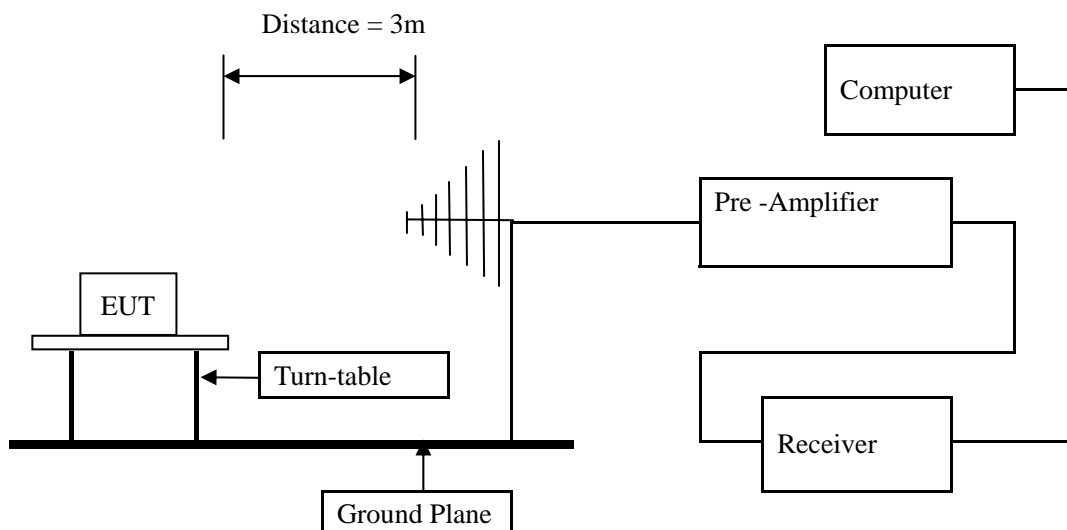 Distance = 3m
Computer
Pre -Amplifier
EUT
Turn-table
Receiver
Ground Plane